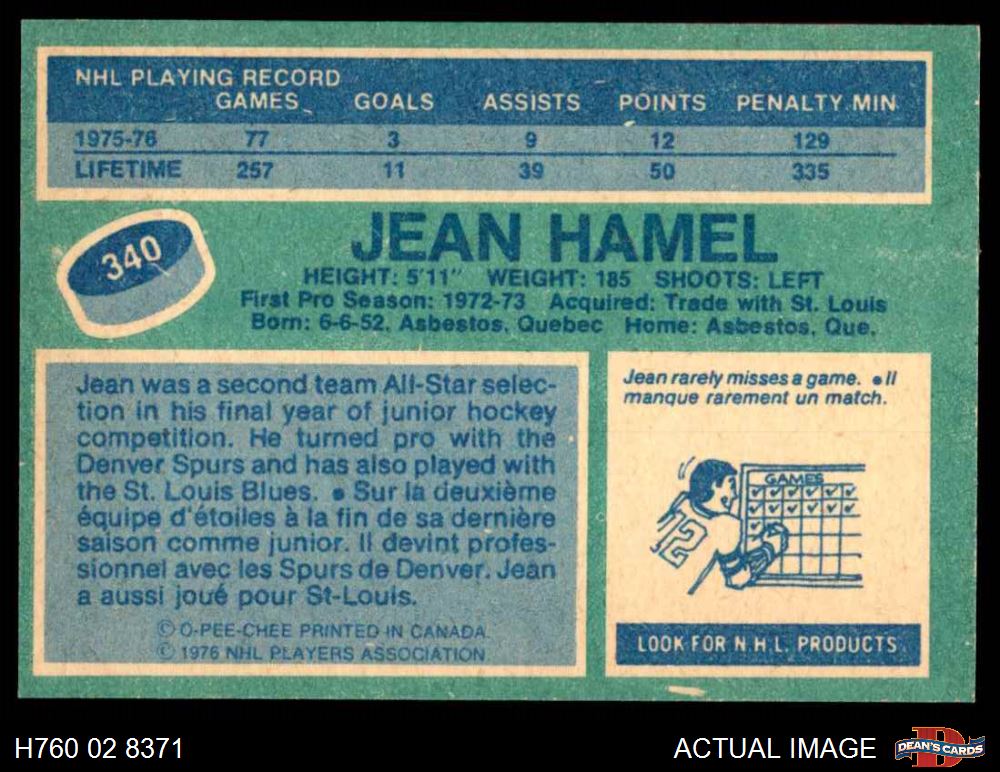 NHL PLAYING RECORD
GAMES GOALS ASSISTS POINTS PENALTY MIN
1975-76 77 3 9 12 129
LIFETIME 257 11 39 50 335
340
JEAN HAMEL
HEIGHT: 5'11" WEIGHT: 185 SHOOTS: LEFT
First Pro Season: 1972-73 Acquired: Trade with St. Louis
Born: 6-6-52, Asbestos, Quebec Home: Asbestos, Que.
Jean was a second team All-Star selec-
tion in his final year of junior hockey
competition. He turned pro with the
Denver Spurs and has also played with
the St. Louis Blues. • Sur la deuxième
équipe d'étoiles à la fin de sa dernière
saison comme junior. Il devint profes-
sionnel avec les Spurs de Denver. Jean
a aussi joué pour St-Louis.
© O-PEE-CHEE PRINTED IN CANADA
© 1976 NHL PLAYERS ASSOCIATION
Jean rarely misses a game. • Il
manque rarement un match.
GAMES
12
LOOK FOR N.H.L. PRODUCTS
H760 02 8371
ACTUAL IMAGE
DEAN'S CARDS